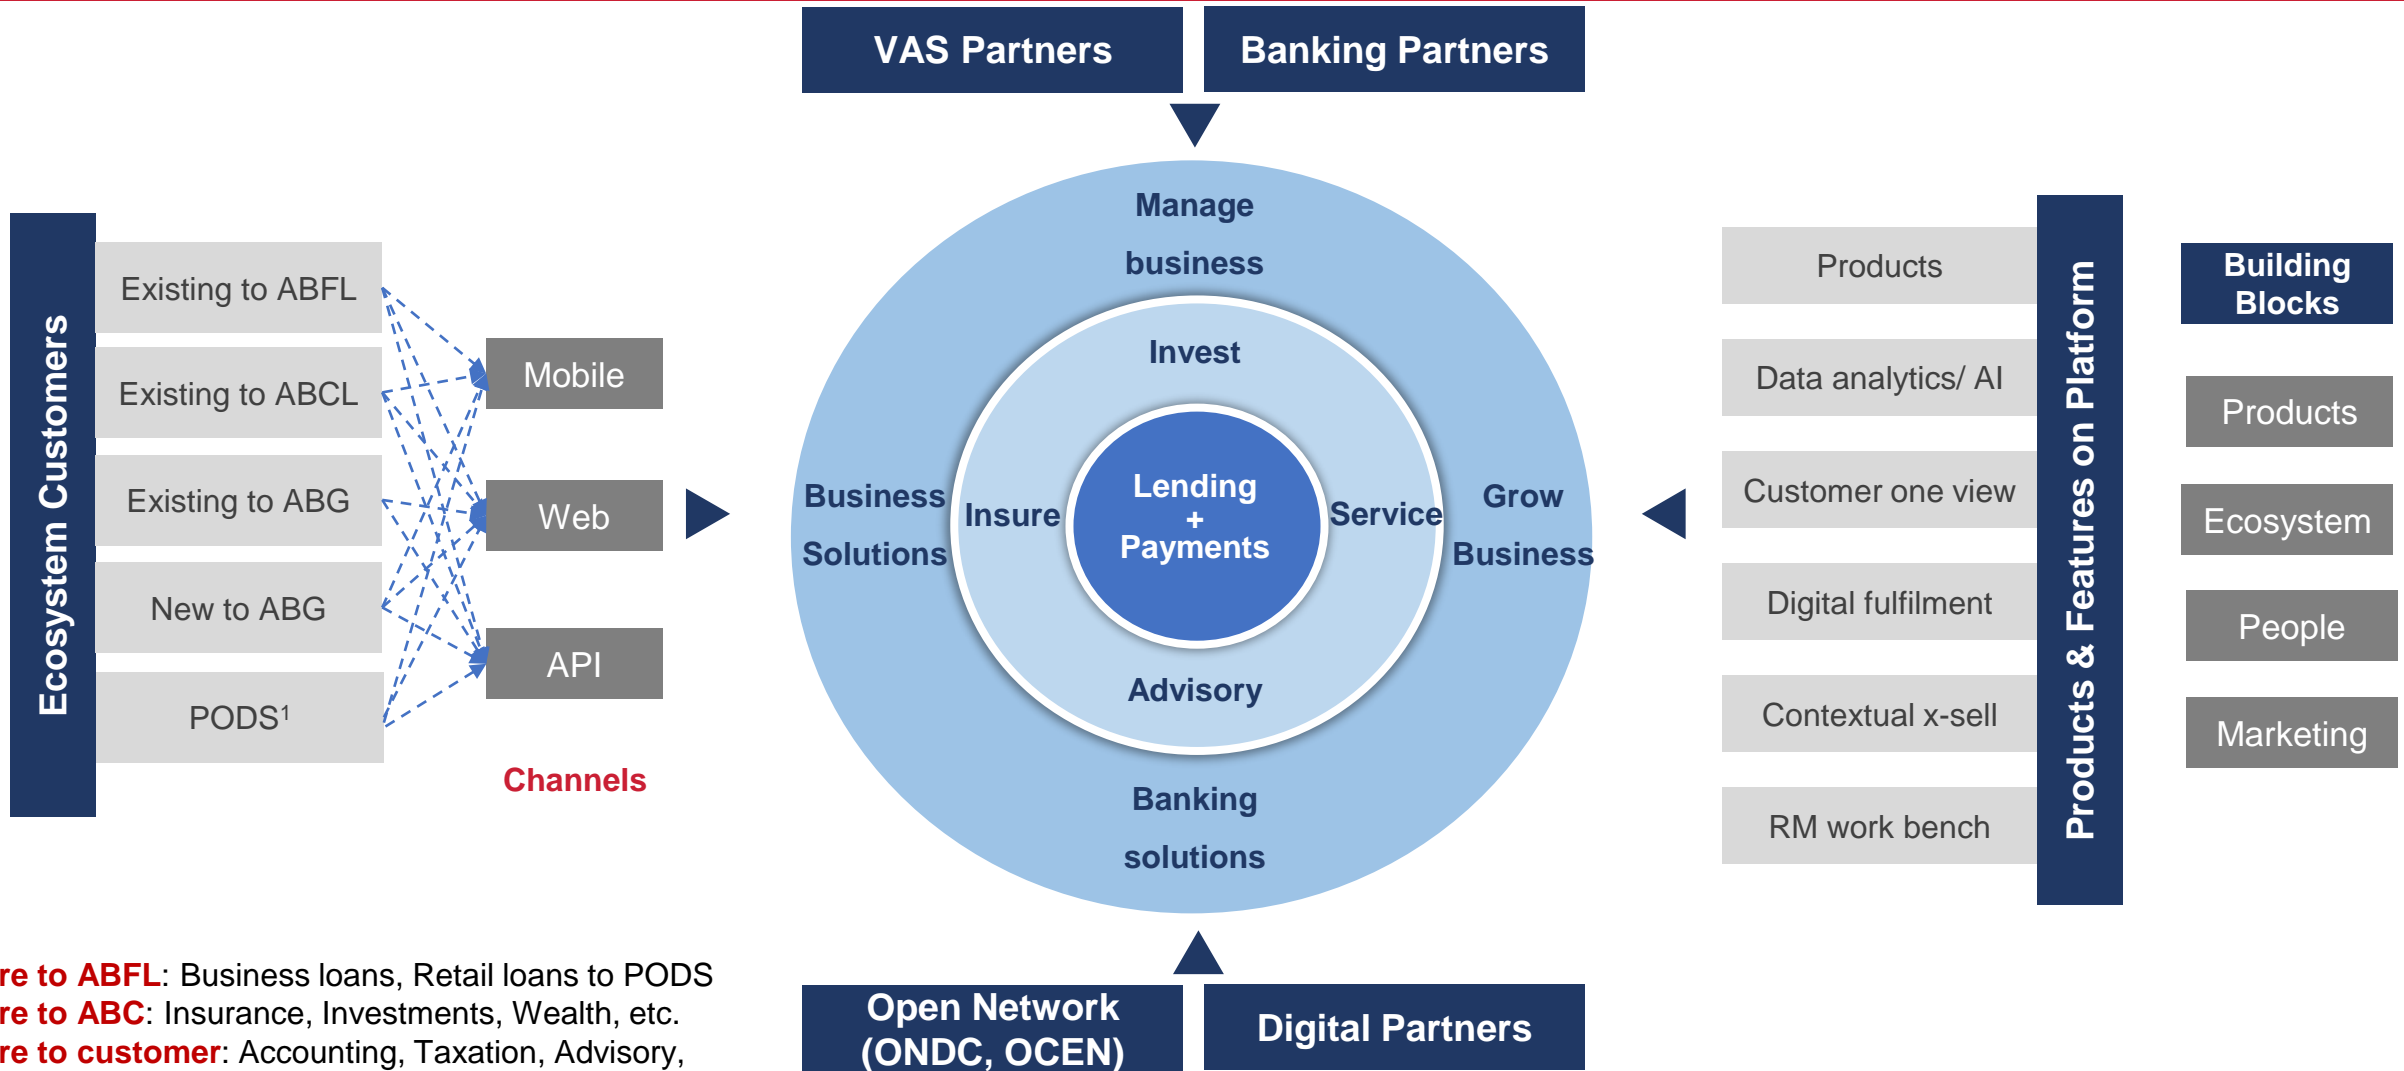 VAS Partners
Banking Partners
Ecosystem Customers
Existing to ABFL
Existing to ABCL
Existing to ABG
New to ABG
PODS¹
Mobile
Web
API
Channels
Manage
business
Invest
Business
Solutions
Insure
Lending
+
Payments
Service
Grow
Business
Advisory
Banking
solutions
Products
Data analytics/ AI
Customer one view
Digital fulfilment
Contextual x-sell
RM work bench
Products & Features on Platform
Building
Blocks
Products
Ecosystem
People
Marketing
to ABFL: Business loans, Retail loans to PODS
to ABC: Insurance, Investments, Wealth, etc.
to customer: Accounting, Taxation, Advisory,
Open Network
(ONDC, OCEN)
Digital Partners